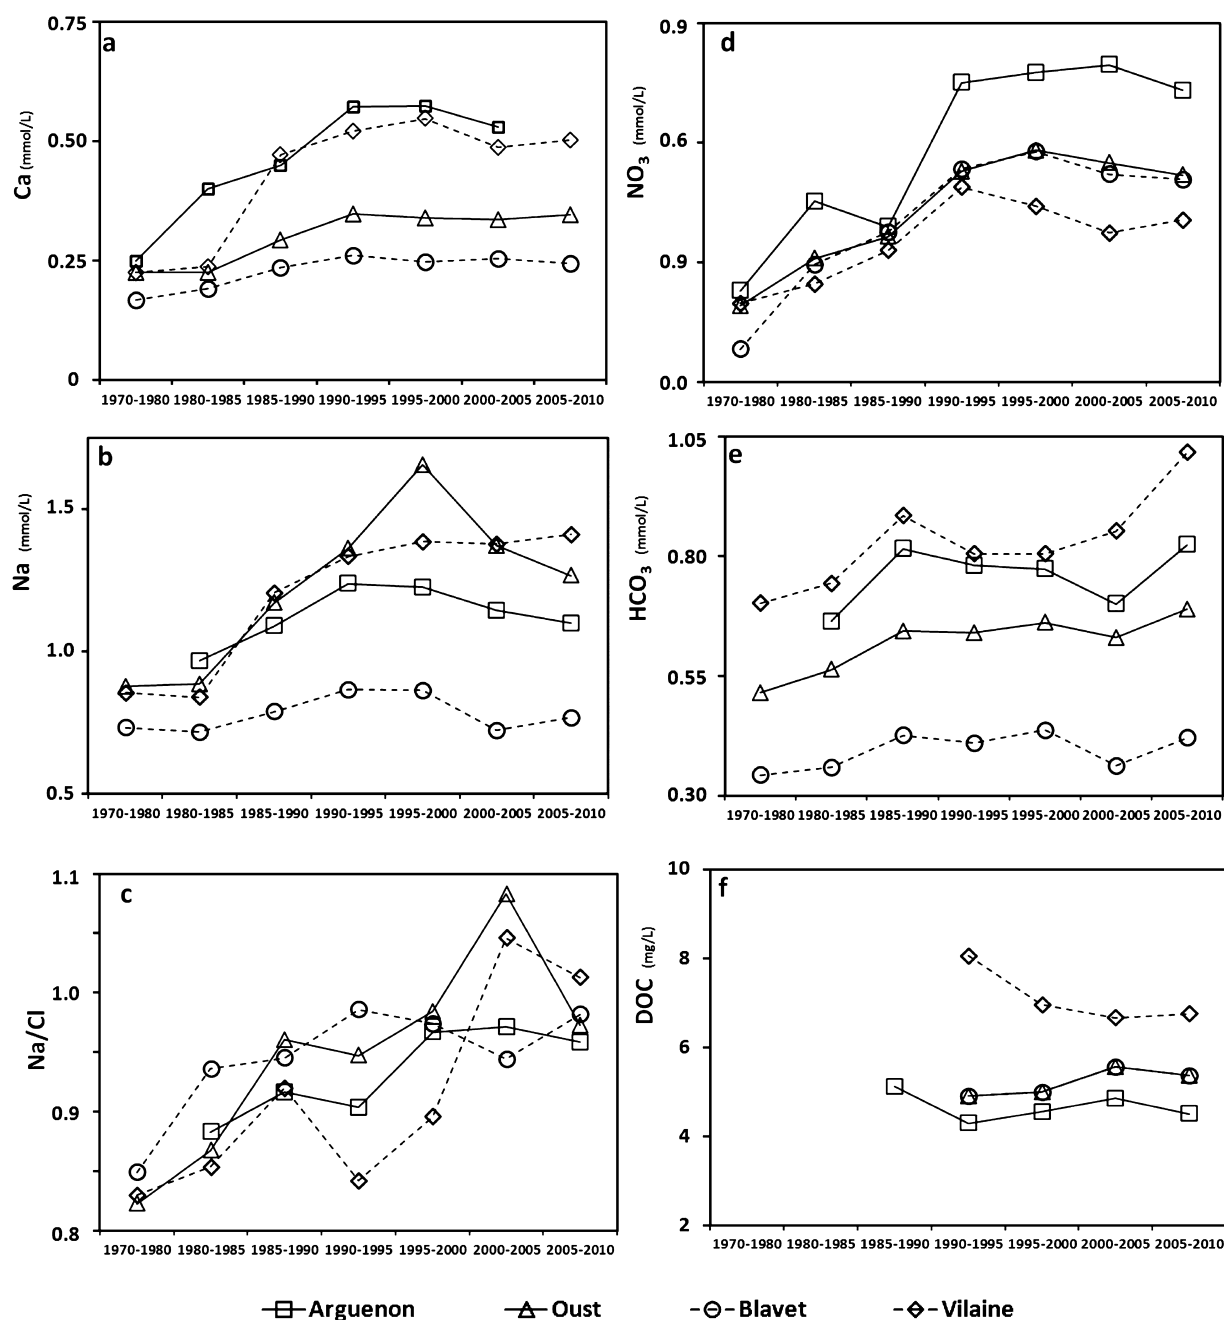 a
Ca (mmol/L)
0.75
0.50
0.25
0
1970-1980 1980-1985 1985-1990 1990-1995 1995-2000 2000-2005 2005-2010
d
NO3 (mmol/L)
0.9
0.6
0.9
0.0
1970-1980 1980-1985 1985-1990 1990-1995 1995-2000 2000-2005 2005-2010
b
Na (mmol/L)
1.5
1.0
0.5
1970-1980 1980-1985 1985-1990 1990-1995 1995-2000 2000-2005 2005-2010
e
HCO3 (mmol/L)
1.05
0.80
0.55
0.30
1970-1980 1980-1985 1985-1990 1990-1995 1995-2000 2000-2005 2005-2010
c
Na/Cl
1.1
1.0
0.9
0.8
1970-1980 1980-1985 1985-1990 1990-1995 1995-2000 2000-2005 2005-2010
f
DOC (mg/L)
10
8
6
4
2
1970-1980 1980-1985 1985-1990 1990-1995 1995-2000 2000-2005 2005-2010
Arguenon Oust Blavet Vilaine